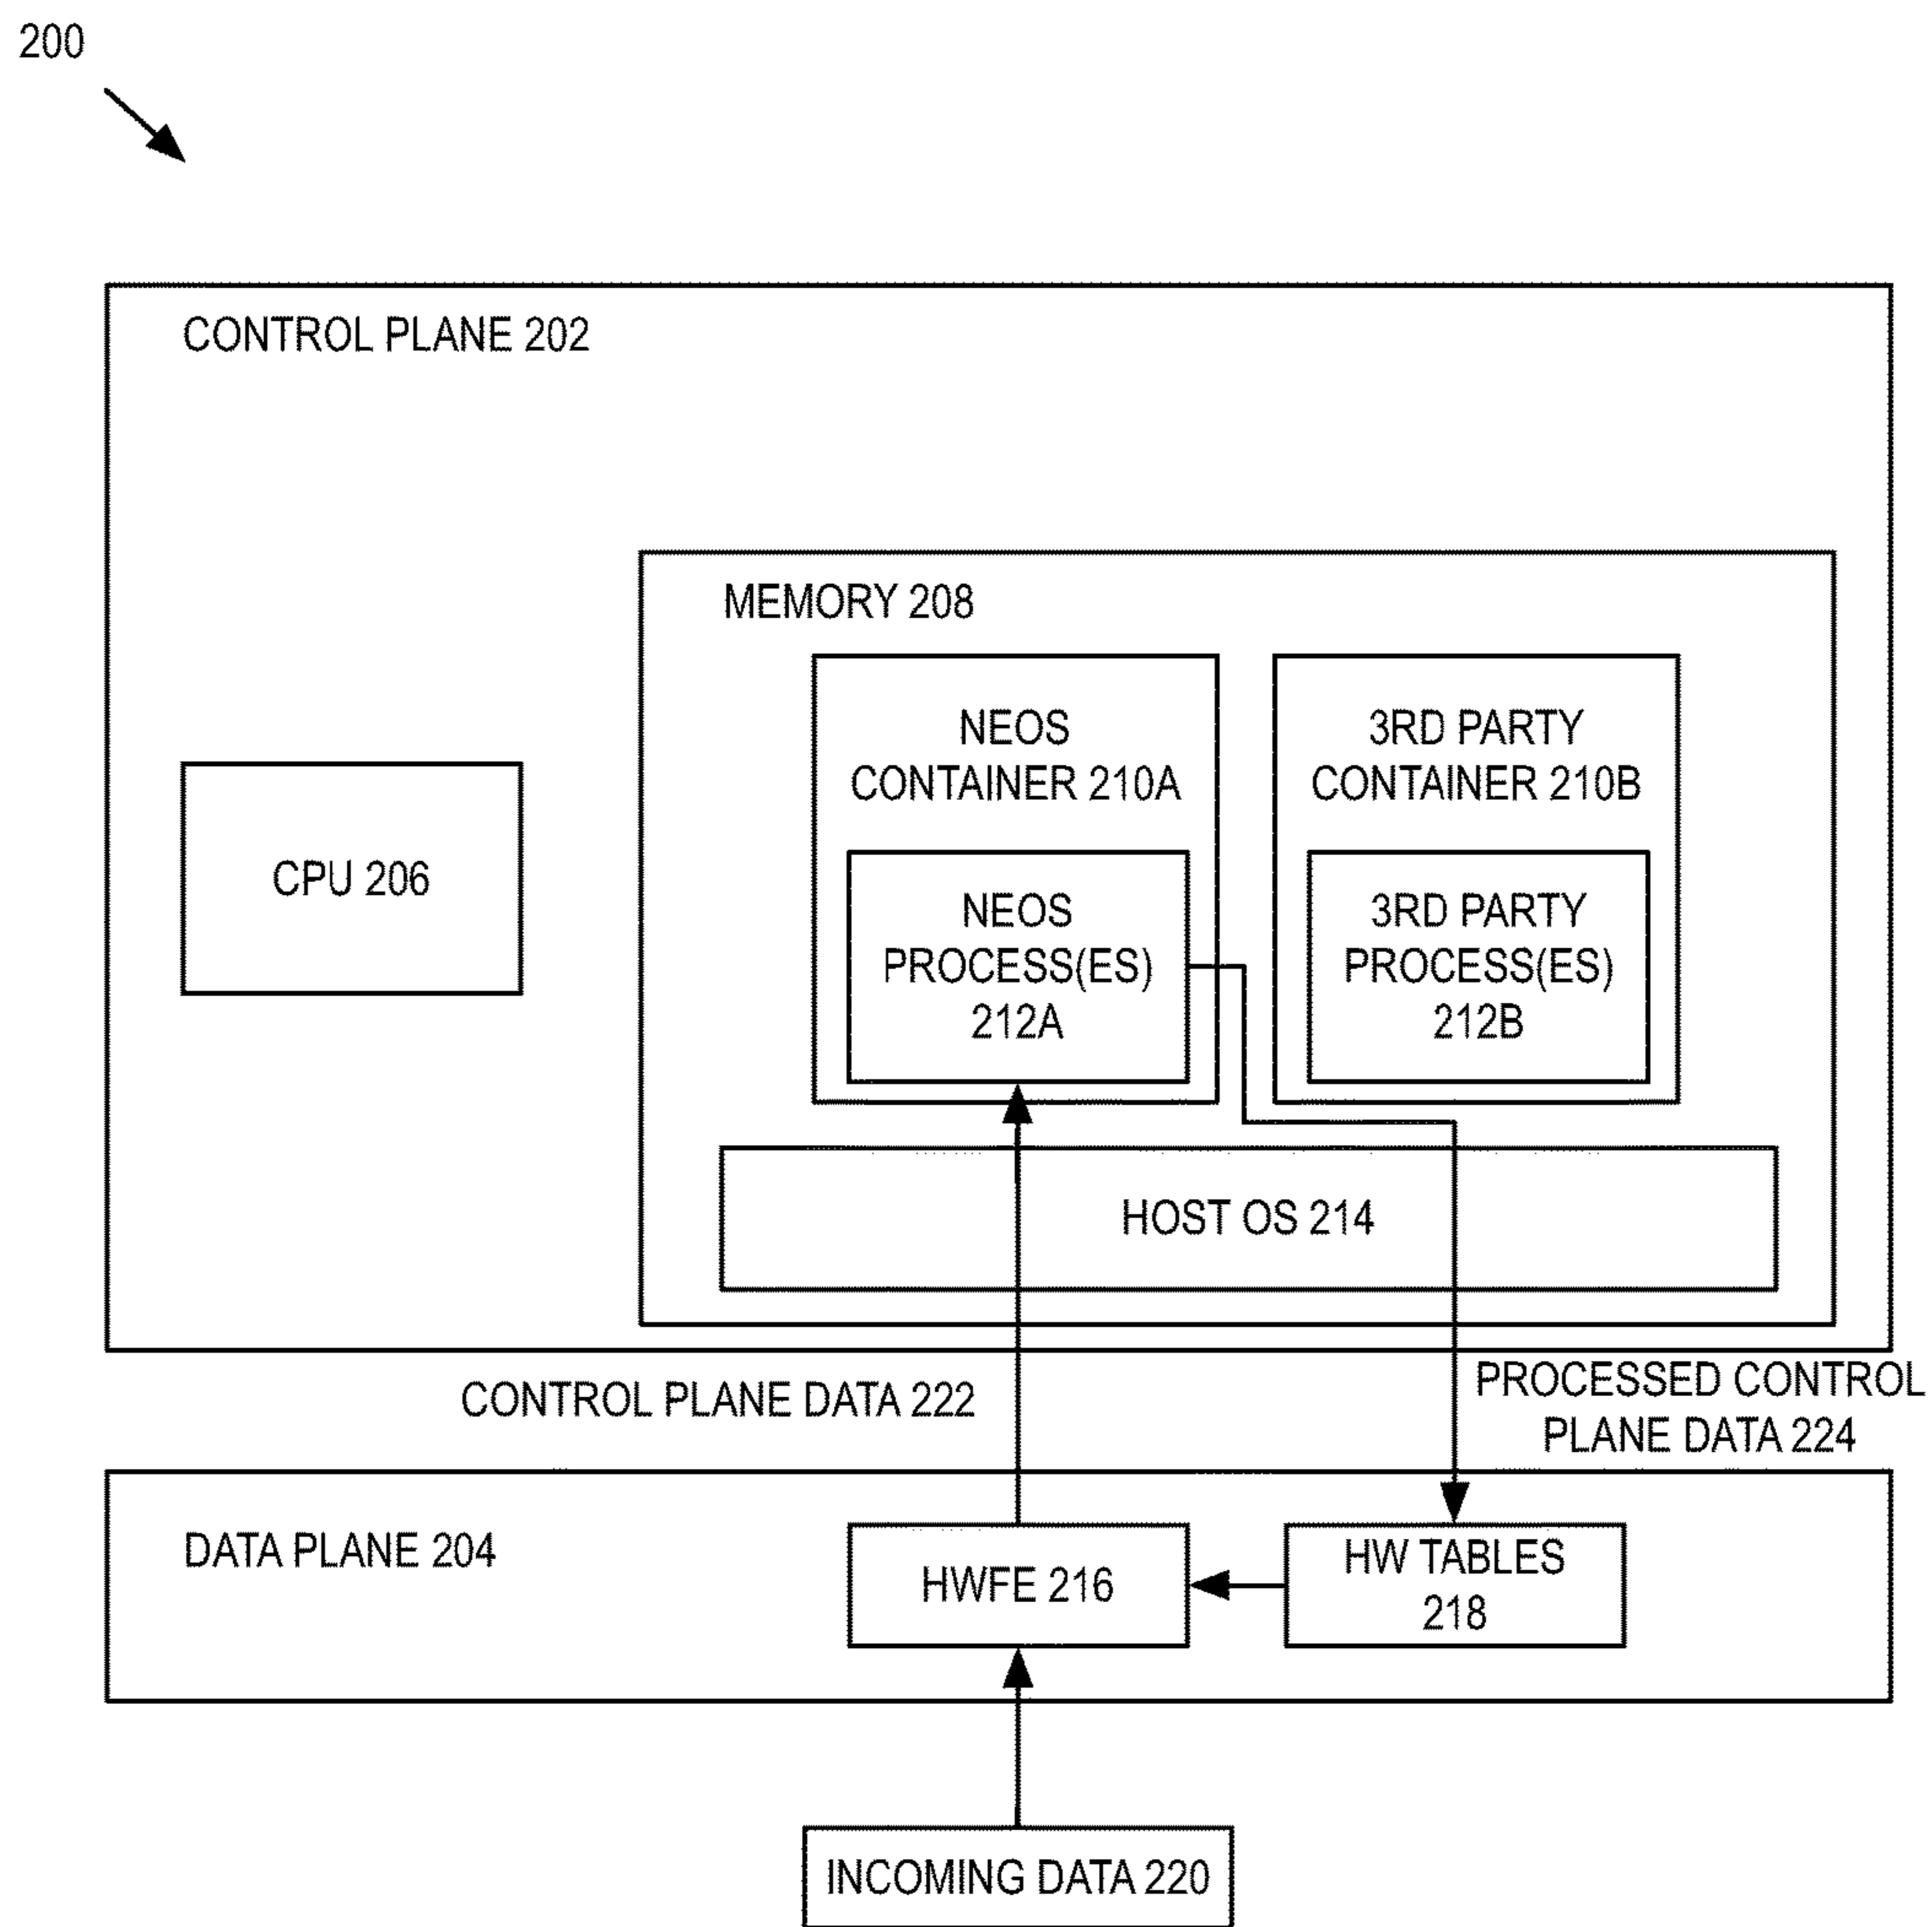 200
CONTROL PLANE 202
MEMORY 208
NEOS
CONTAINER 210A
3RD PARTY
CONTAINER 210B
CPU 206
NEOS
PROCESS(ES)
212A
3RD PARTY
PROCESS(ES)
212B
HOST OS 214
CONTROL PLANE DATA 222
PROCESSED CONTROL
PLANE DATA 224
DATA PLANE 204
HWFE 216
HW TABLES
218
INCOMING DATA 220